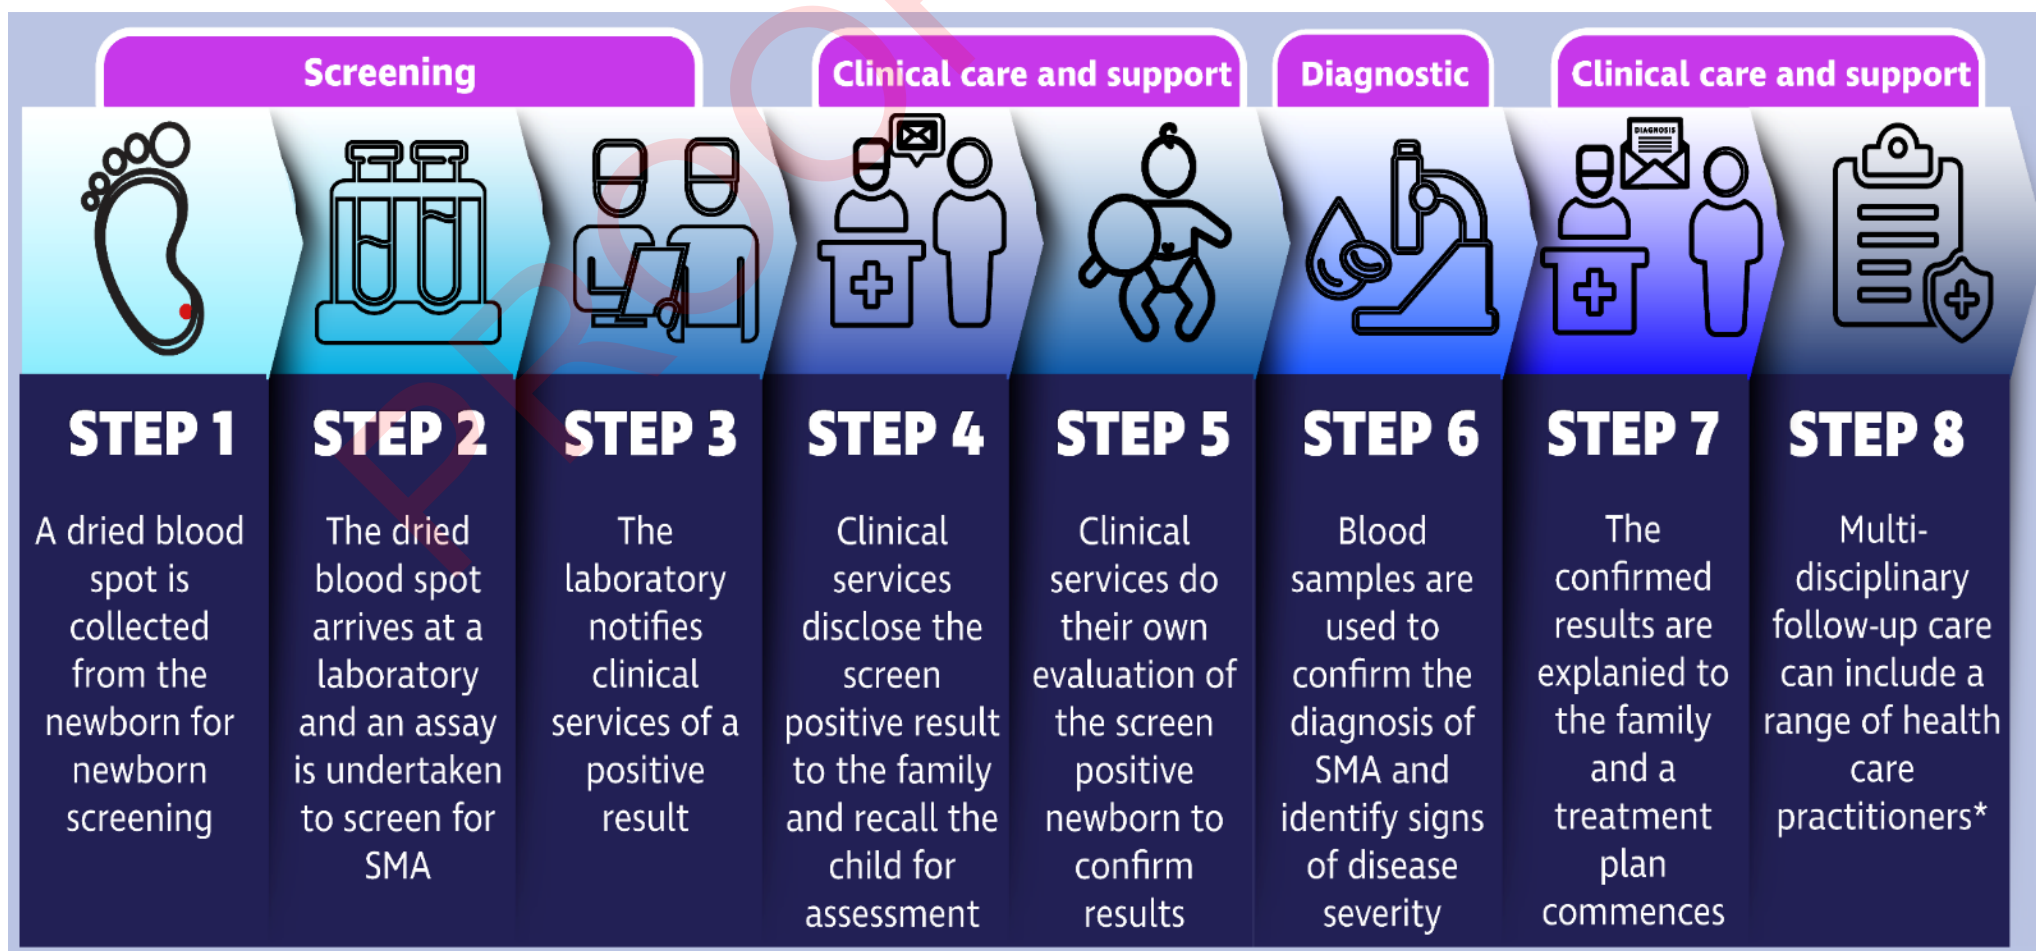 Screening
Clinical care and support
Diagnostic
Clinical care and support
DIAGNOSIS
STEP 1
A dried blood
spot is
collected
from the
newborn for
newborn
screening
STEP 2
The dried
blood spot
arrives at a
laboratory
and an assay
is undertaken
to screen for
SMA
STEP 3
The
laboratory
notifies
clinical
services of a
positive
result
STEP 4
Clinical
services
disclose the
screen
positive result
to the family
and recall the
child for
assessment
STEP 5
Clinical
services do
their own
evaluation of
the screen
positive
newborn to
confirm
results
STEP 6
Blood
samples are
used to
confirm the
diagnosis of
SMA and
identify signs
of disease
severity
STEP 7
The
confirmed
results are
explanied to
the family
and a
treatment
plan
commences
STEP 8
Multi-
disciplinary
follow-up care
can include a
range of health
care
practitioners*
PROO